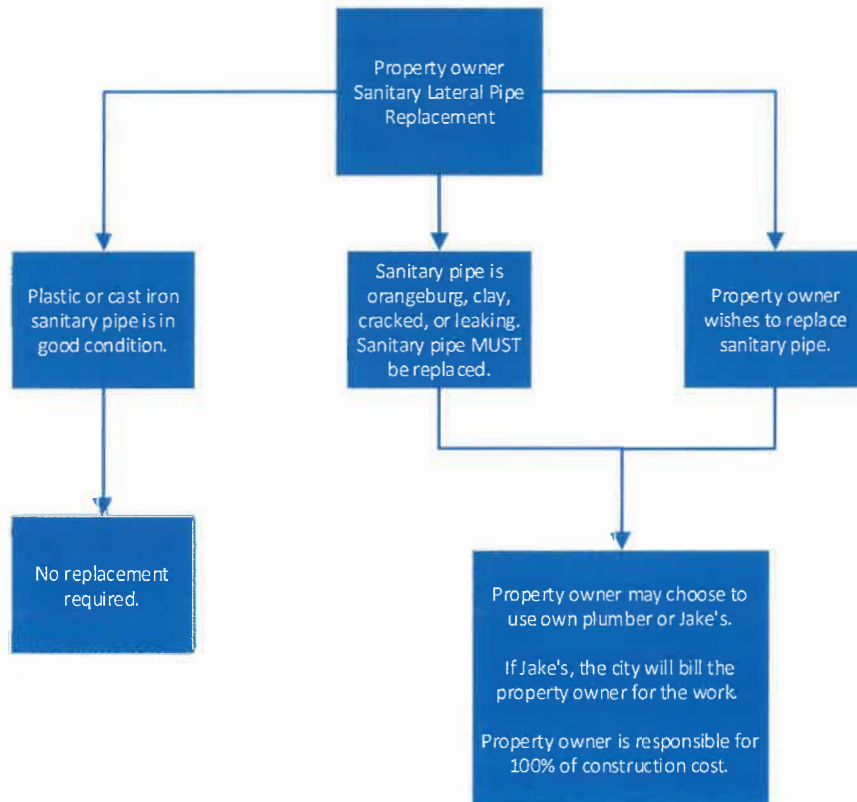 Property owner
Sanitary Lateral Pipe
Replacement
Plastic or cast iron
sanitary pipe is in
good condition.
Sanitary pipe is
orangeburg, clay,
cracked, or leaking.
Sanitary pipe MUST
be replaced.
Property owner
wishes to replace
sanitary pipe.
No replacement
required.
Property owner may choose to
use own plumber or Jake's.
If Jake's, the city will bill the
property owner for the work.
Property owner is responsible for
100% of construction cost.